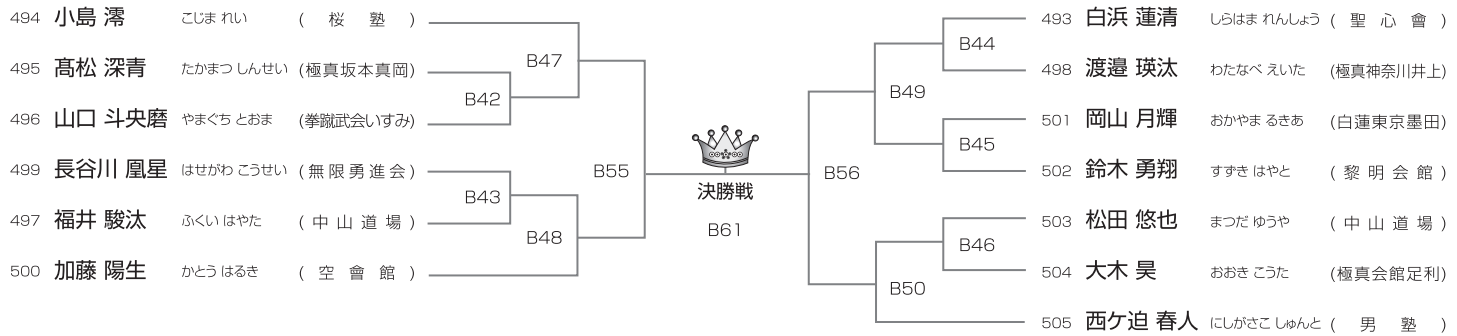 494 小島 澪 こじま れい ( 桜 塾 )
495 髙松 深青 たかまつ しんせい (極真坂本真岡)
496 山口 斗央磨 やまぐち とおま (拳蹴武会いすみ)
499 長谷川 凰星 はせがわ こうせい (無限勇進会)
497 福井 駿汰 ふくい はやた (中山道場)
500 加藤 陽生 かとう はるき ( 空 會 館 )
B47
B42
B43
B48
B55
決勝戦
B61
B56
B44
B49
B45
B46
B50
493 白浜 蓮清 しらはま れんしょう ( 聖 心 會 )
498 渡邉 瑛汰 わたなべ えいた (極真神奈川井上)
501 岡山 月輝 おかやま るきあ (白蓮東京墨田)
502 鈴木 勇翔 すずき はやと ( 黎明会館 )
503 松田 悠也 まつだ ゆうや ( 中山道場 )
504 大木 昊 おおき こうた (極真会館足利)
505 西ケ迫 春人 にしがさこ しゅんと ( 男 塾 )